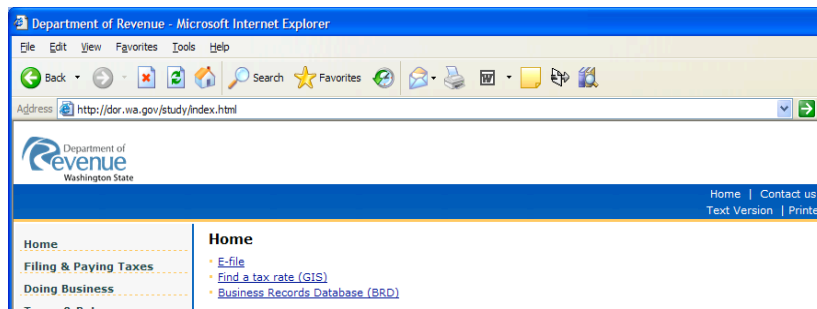 Department of Revenue - Microsoft Internet Explorer
File Edit View Favorites Tools Help
Back Search Favorites
Address http://dor.wa.gov/study/index.html
Department of
Revenue
Washington State
Home | Contact us
Text Version | Printe
Home
Filing & Paying Taxes
Doing Business
Home
E-file
Find a tax rate (GIS)
Business Records Database (BRD)